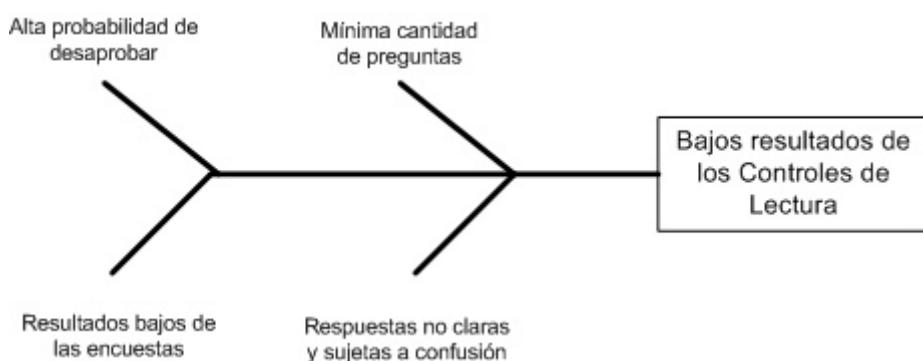 Alta probabilidad de
desaprobar
Mínima cantidad
de preguntas
Bajos resultados de
los Controles de
Lectura
Resultados bajos de
las encuestas
Respuestas no claras
y sujetas a confusión